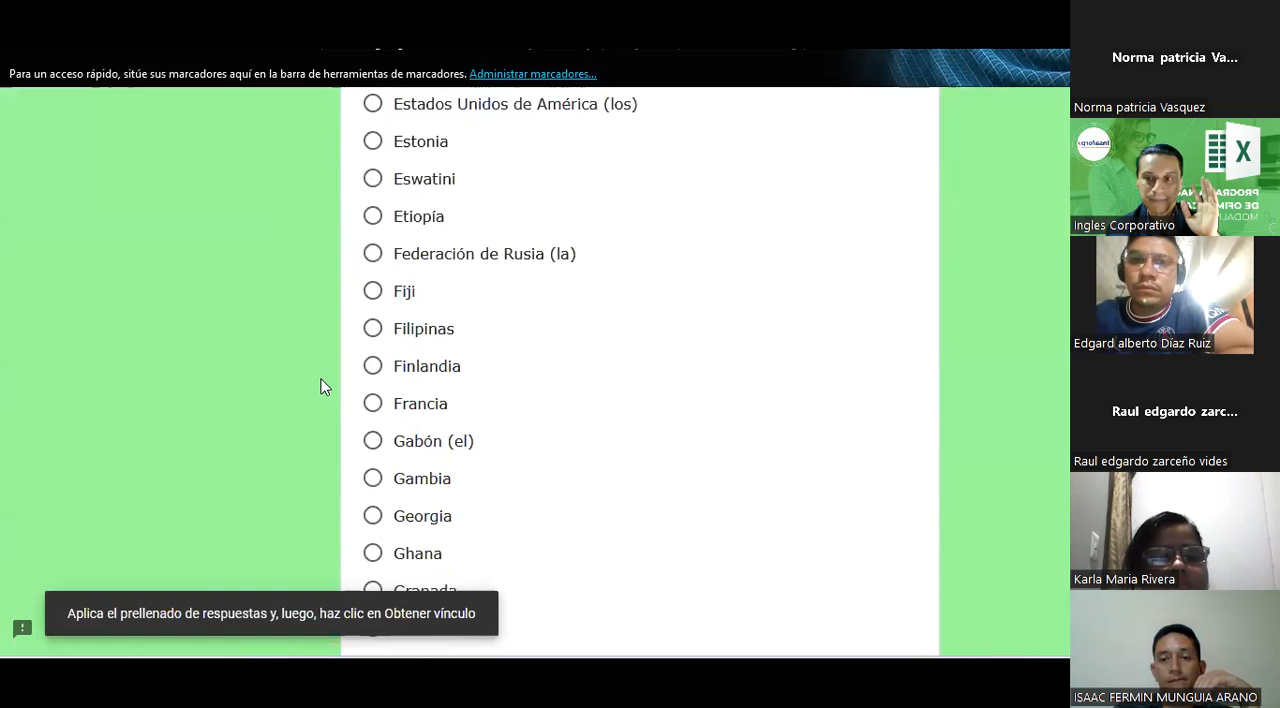 Para un acceso rápido, sitúe sus marcadores aquí en la barra de herramientas de marcadores. Administrar marcadores...
Estados Unidos de América (los)
Estonia
Eswatini
Etiopía
Federación de Rusia (la)
Fiji
Filipinas
Finlandia
Francia
Gabón (el)
Gambia
Georgia
Ghana
Granada
Aplica el prellenado de respuestas y, luego, haz clic en Obtener vínculo
Norma patricia Va...
Norma patricia Vasquez
X
Ingles Corporativo
Edgard alberto Díaz Ruiz
Raul edgardo zarc...
Raul edgardo zarceño vides
Karla Maria Rivera
ISAAC FERMIN MUNGUIA ARANO